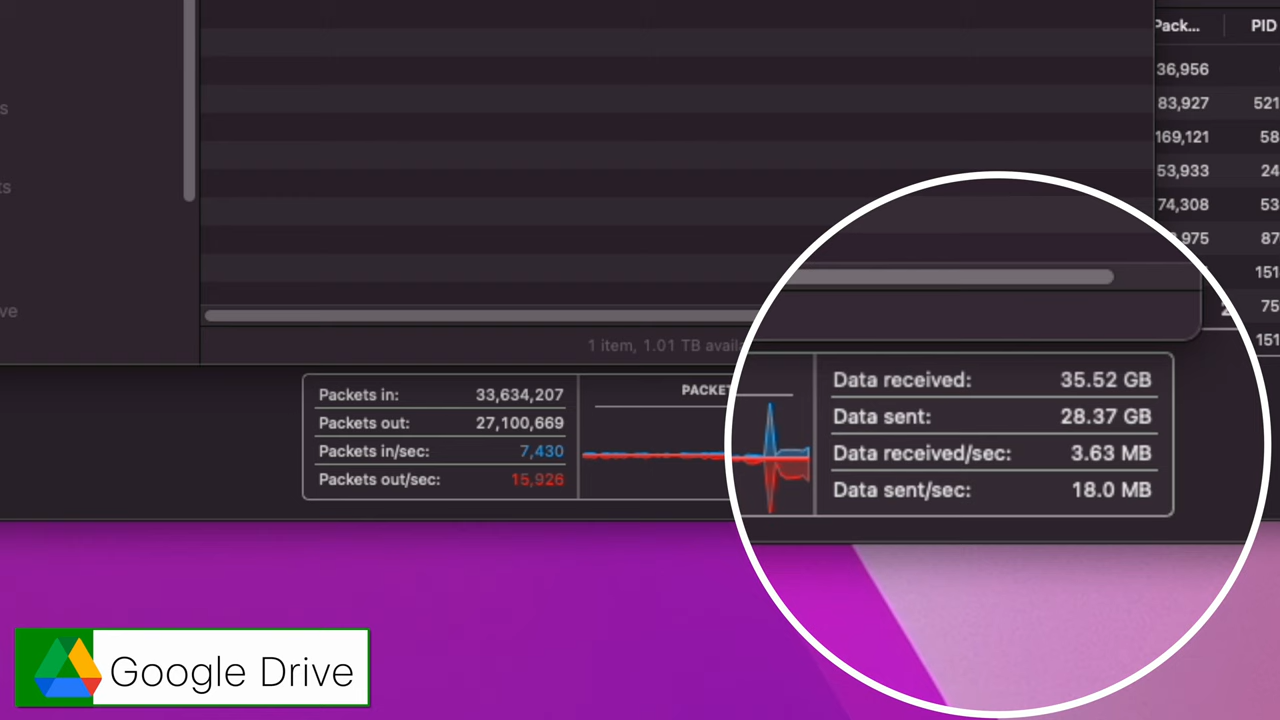 Pack... PID
36,956
83,927 521
169,121 58
53,933 24
74,308 53
975 87
151
75
151
s
ts
ve
1 item, 1.01 TB availa
Packets in: 33,634,207
Packets out: 27,100,669
Packets in/sec: 7,430
Packets out/sec: 15,926
PACKET
Data received: 35.52 GB
Data sent: 28.37 GB
Data received/sec: 3.63 MB
Data sent/sec: 18.0 MB
Google Drive